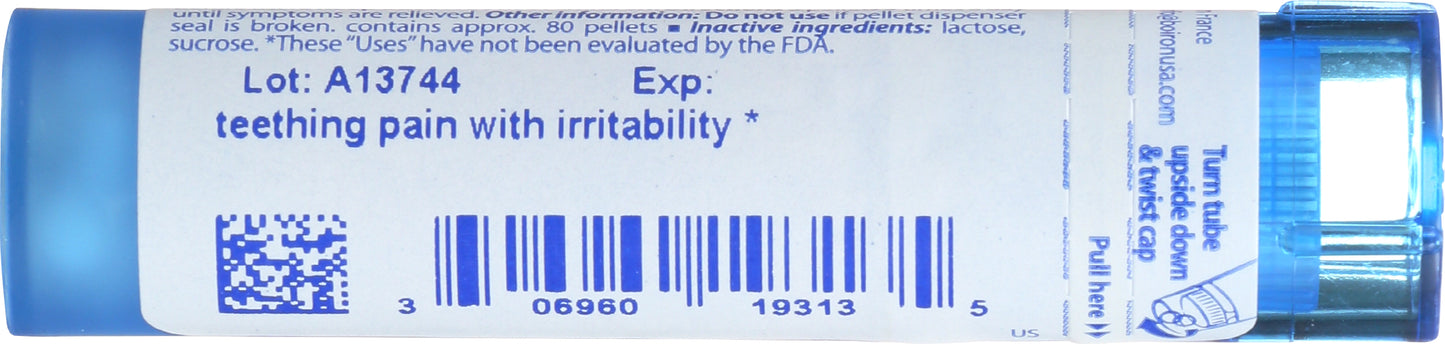 until symptoms are relieved. Other Information: Do not use if pellet dispenser
seal is broken. contains approx. 80 pellets ▪ Inactive ingredients: lactose,
sucrose. *These "Uses" have not been evaluated by the FDA.
Lot: A13744 Exp:
teething pain with irritability *
3 06960 19313 5
US
Turn tube
upside down
& twist cap
Pull here